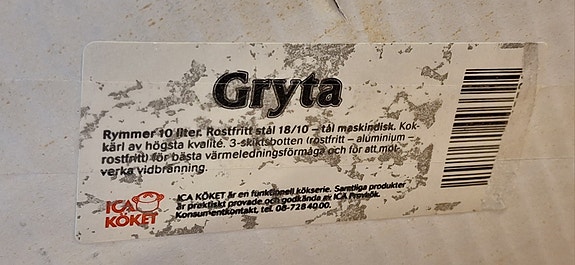 Gryta
Rymmer 10 liter. Rostfritt stål 18/10 – tål maskindisk. Kok-
kärl av högsta kvalité. 3-skiktsbotten (rostfritt – aluminium –
rostfritt) för bästa värmeledningsförmåga och för att mot-
verka vidbränning.
ICA
KÖKET
ICA KÖKET är en funktionell kökserie. Samtliga produkter
är praktiskt provade och godkända av ICA Provkök.
Konsumentkontakt, tel. 08-728 40 00.